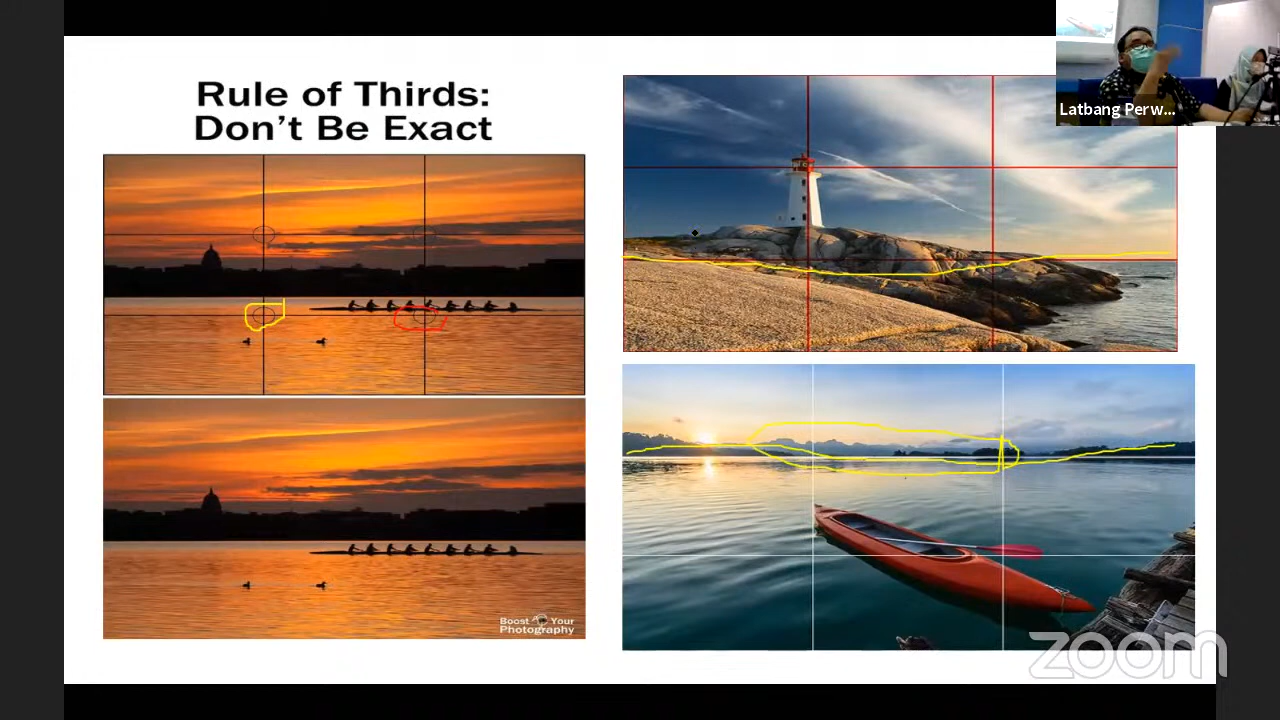 Rule of Thirds:
Don't Be Exact
Latbang Perw...
Boost Your
Photography
zoom